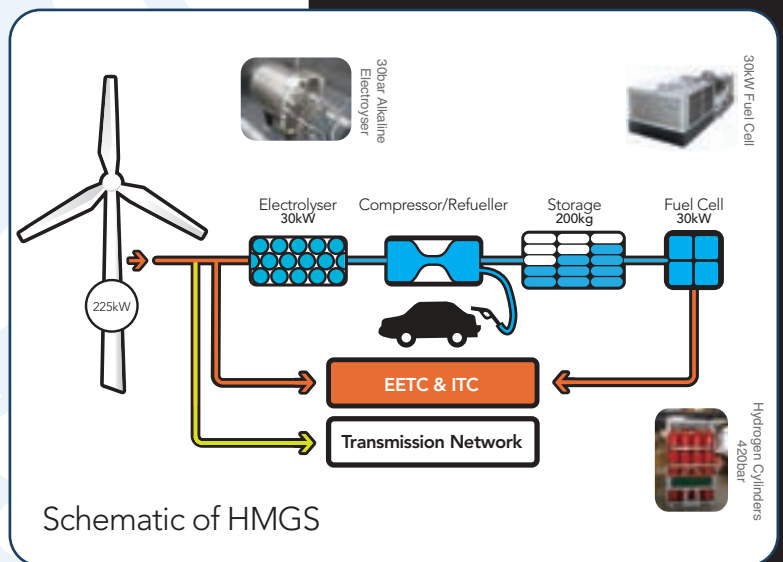 30bar Alkaline
Electroyser
30kW Fuel Cell
Electrolyser
30kW
Compressor/Refueller
Storage
200kg
Fuel Cell
30kW
225kW
EETC & ITC
Transmission Network
Hydrogen Cylinders
420bar
Schematic of HMGS